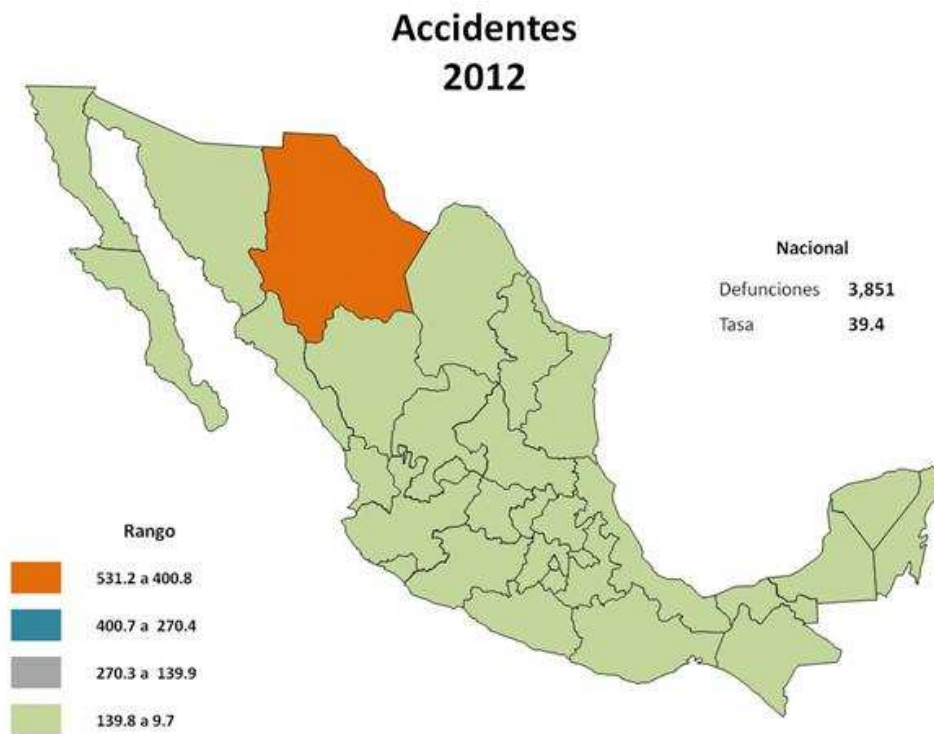 Accidentes
2012
Nacional
Defunciones 3,851
Tasa 39.4
Rango
531.2 a 400.8
400.7 a 270.4
270.3 a 139.9
139.8 a 9.7